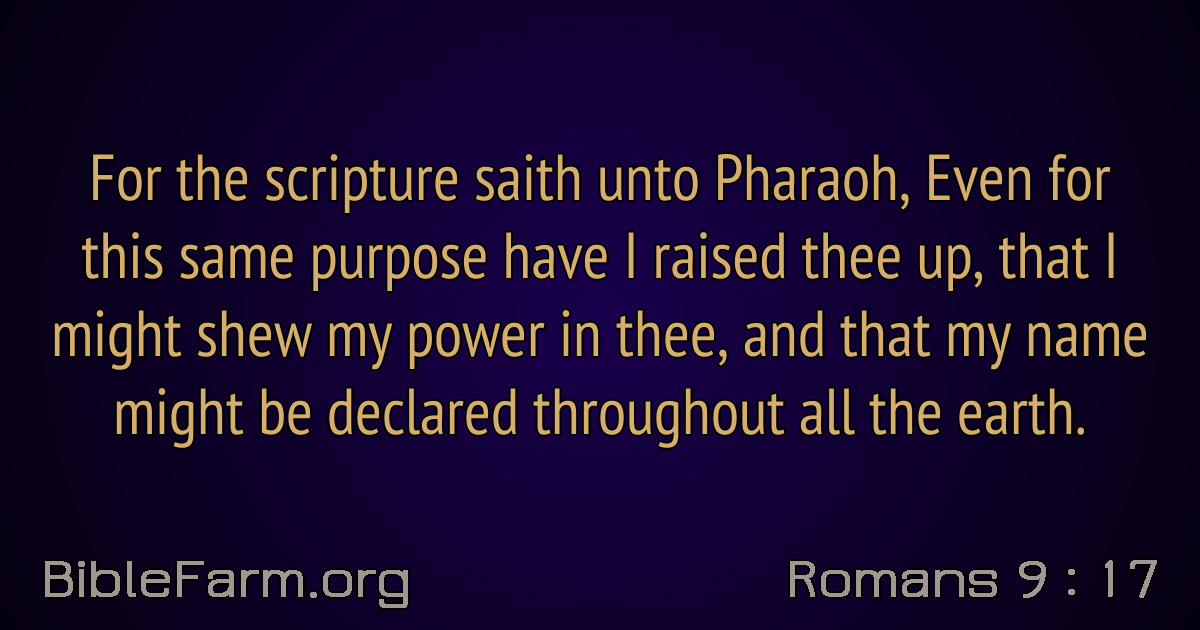 For the scripture saith unto Pharaoh, Even for
this same purpose have I raised thee up, that I
might shew my power in thee, and that my name
might be declared throughout all the earth.
BibleFarm.org
Romans 9 : 17